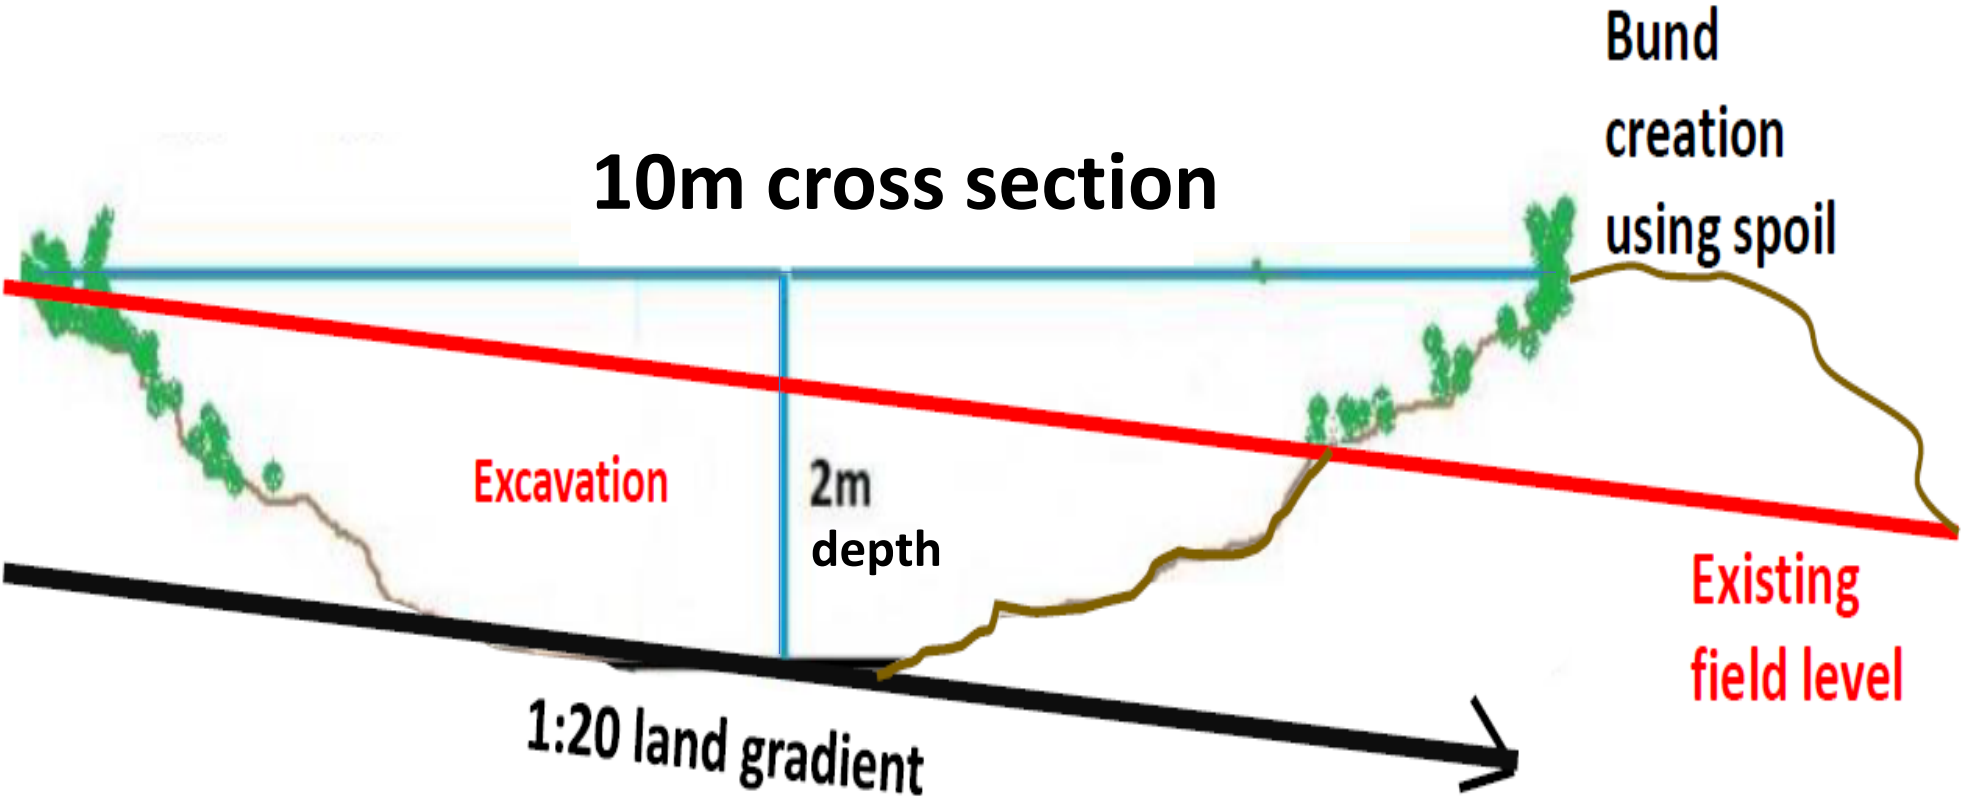 Bund
creation
using spoil
10m cross section
Excavation
2m
depth
Existing
field level
1:20 land gradient